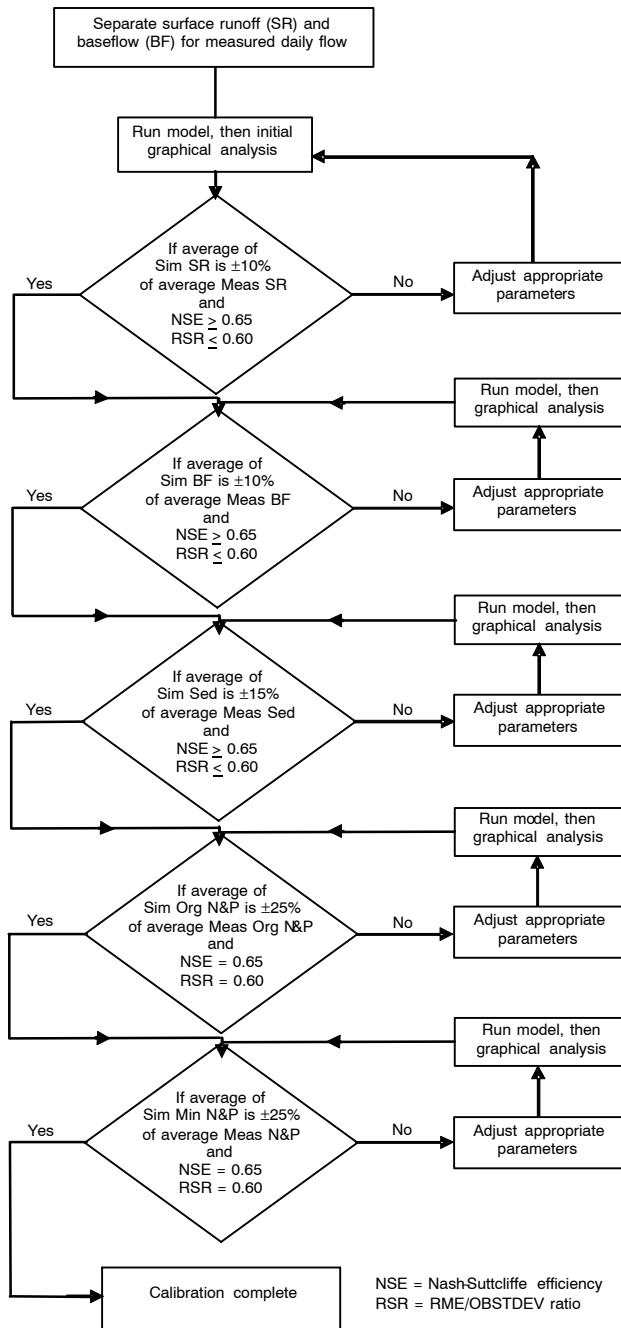 Separate surface runoff (SR) and
baseflow (BF) for measured daily flow
Run model, then initial
graphical analysis
If average of
Sim SR is ±10%
of average Meas SR
and
NSE ≥ 0.65
RSR ≤ 0.60
Yes
No
Adjust appropriate
parameters
Run model, then
graphical analysis
If average of
Sim BF is ±10%
of average Meas BF
and
NSE ≥ 0.65
RSR ≤ 0.60
Yes
No
Adjust appropriate
parameters
Run model, then
graphical analysis
If average of
Sim Sed is ±15%
of average Meas Sed
and
NSE ≥ 0.65
RSR ≤ 0.60
Yes
No
Adjust appropriate
parameters
Run model, then
graphical analysis
If average of
Sim Org N&P is ±25%
of average Meas Org N&P
and
NSE = 0.65
RSR = 0.60
Yes
No
Adjust appropriate
parameters
Run model, then
graphical analysis
If average of
Sim Min N&P is ±25%
of average Meas N&P
and
NSE = 0.65
RSR = 0.60
Yes
No
Adjust appropriate
parameters
Calibration complete
NSE = Nash-Suttcliffe efficiency
RSR = RME/OBSTDEV ratio